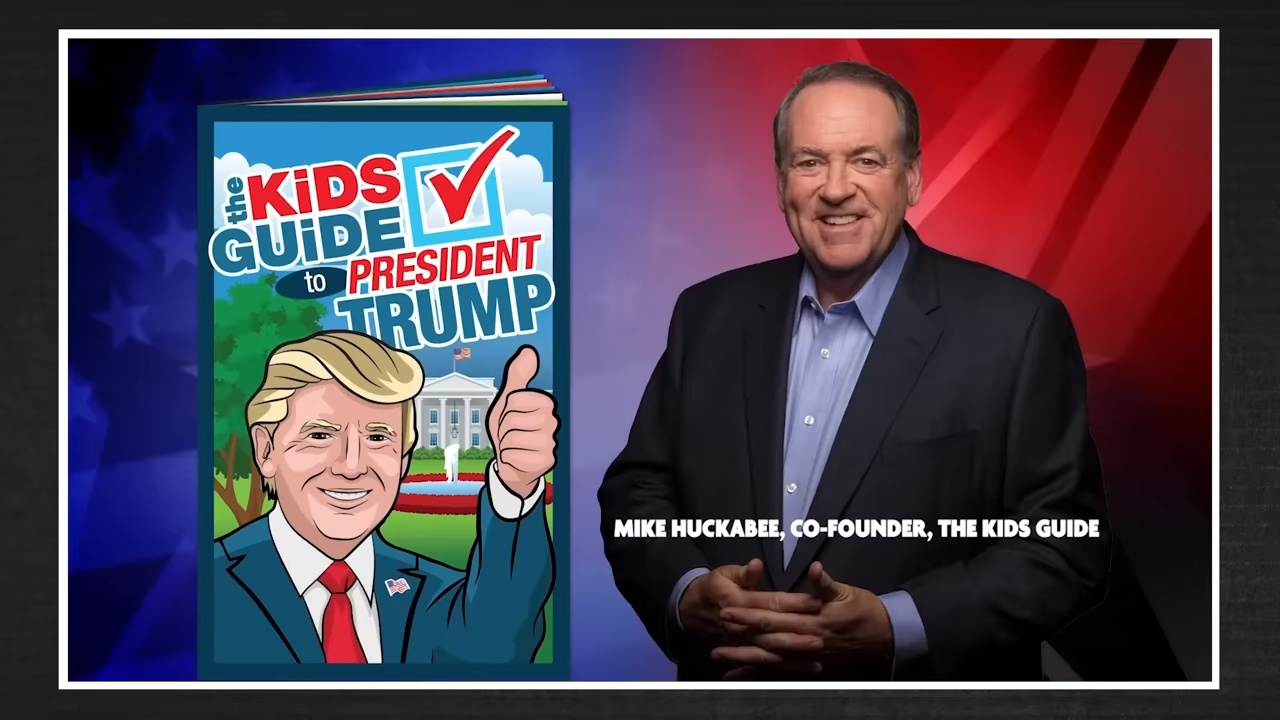 the KiDS
GUiDE
to PRESIDENT
TRUMP
MIKE HUCKABEE, CO-FOUNDER, THE KIDS GUIDE